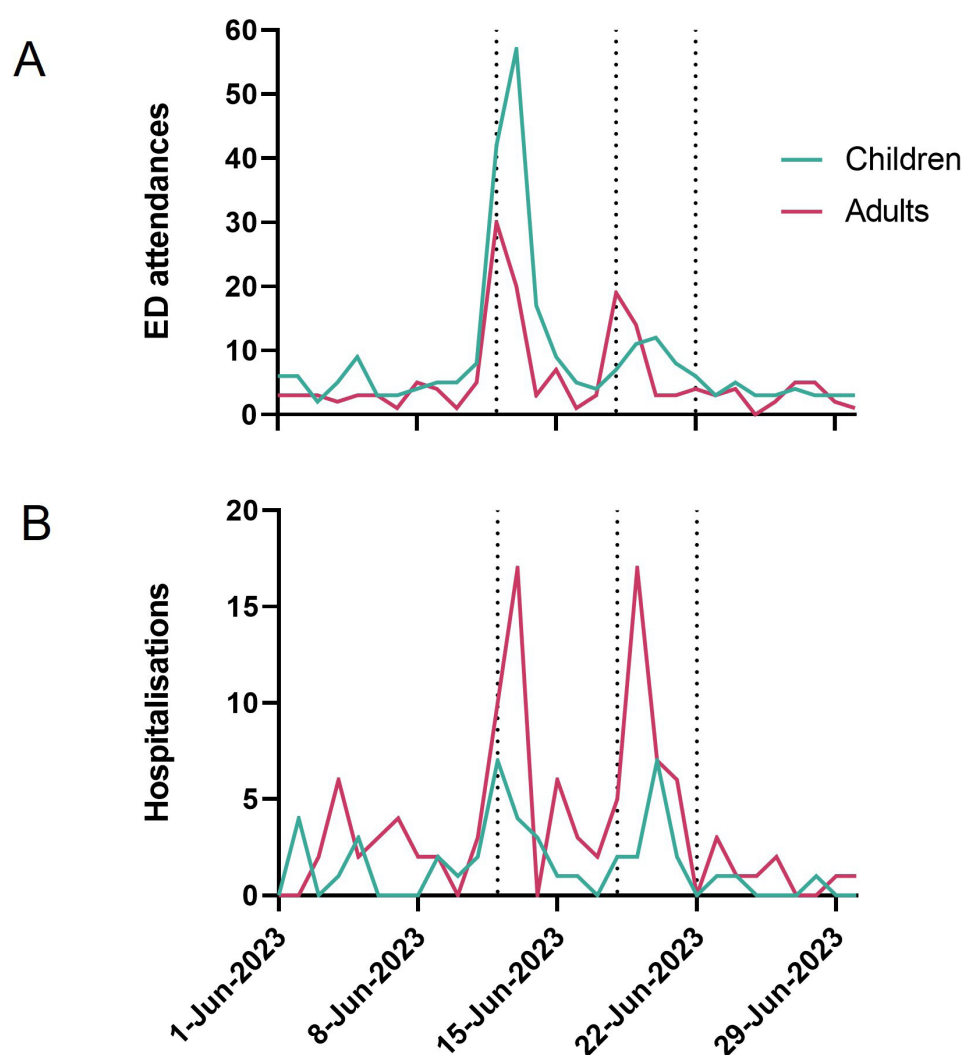 A
ED attendances
60
50
40
30
20
10
0
Children
Adults
B
Hospitalisations
20
15
10
5
0
1-Jun-2023
8-Jun-2023
15-Jun-2023
22-Jun-2023
29-Jun-2023